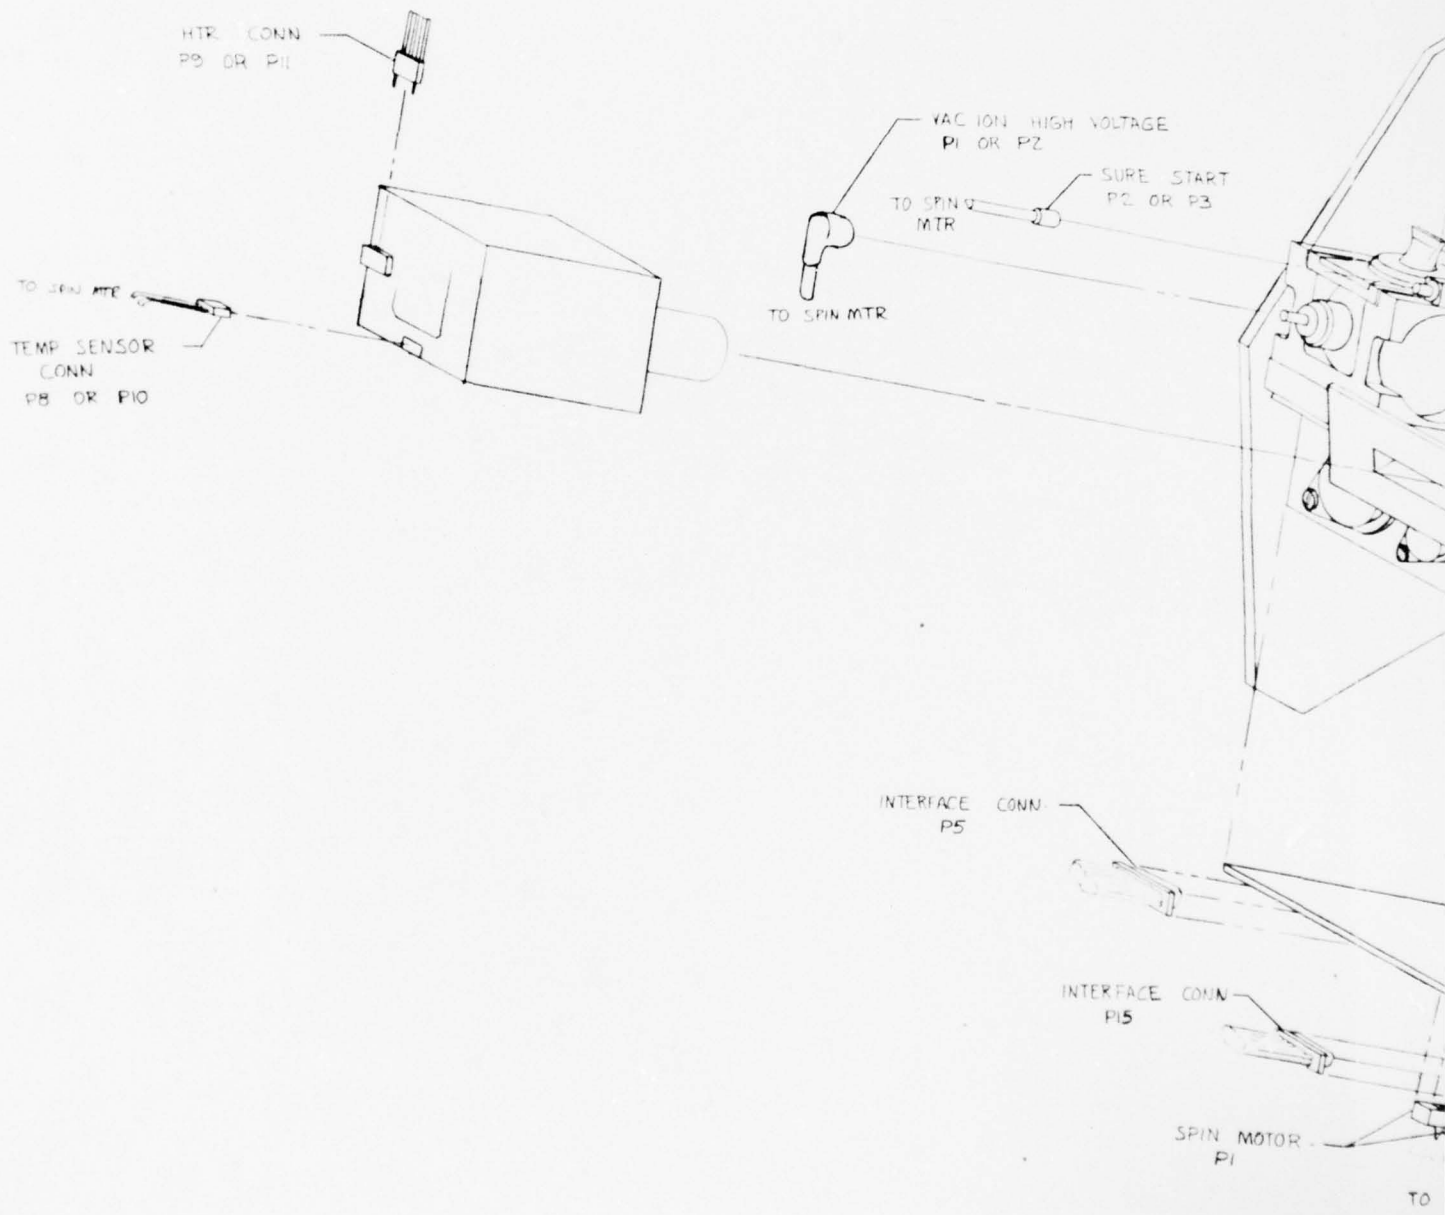 HTR CONN
P9 OR P11
VAC ION HIGH VOLTAGE
P1 OR P2
SURE START
P2 OR P3
TO SPIN
MTR
TO SPIN MTR
TO SPIN MTR
TEMP SENSOR
CONN
P8 OR P10
INTERFACE CONN.
P5
INTERFACE CONN
P15
SPIN MOTOR
P1
TO